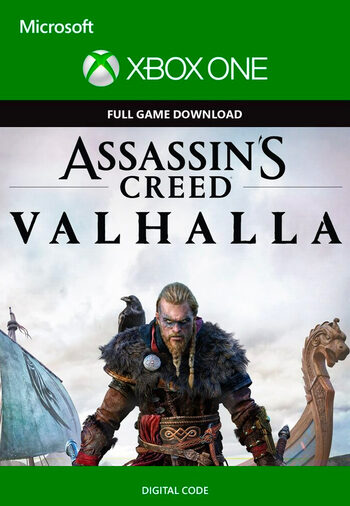 Microsoft
XBOX ONE
FULL GAME DOWNLOAD
ASSASSIN'S
CREED
VALHALLA
DIGITAL CODE